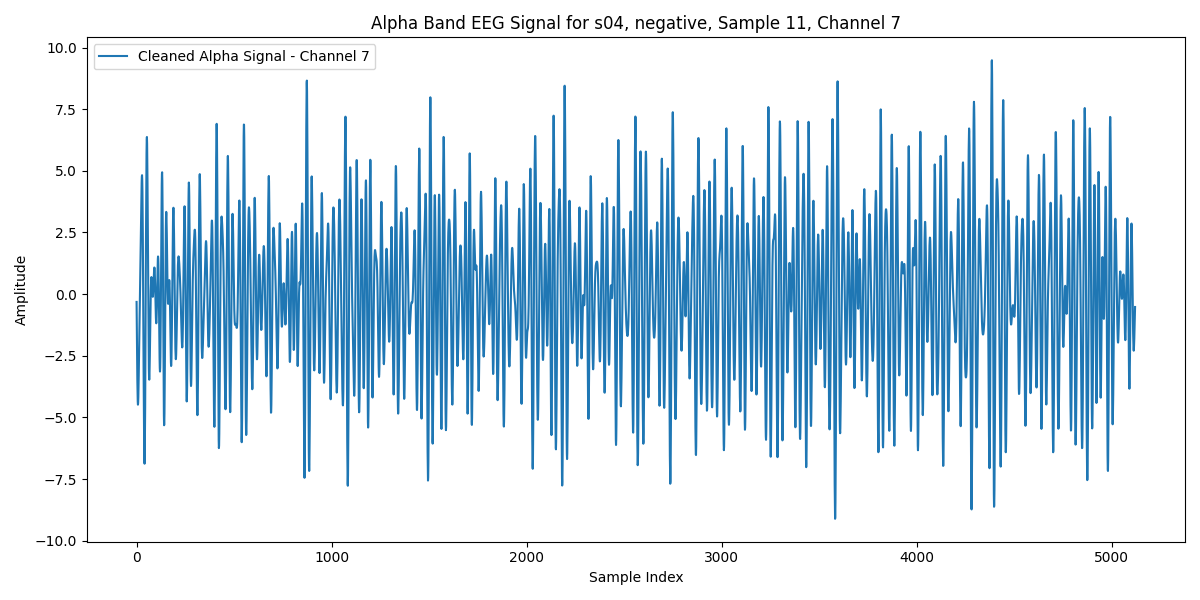 Alpha Band EEG Signal for s04, negative, Sample 11, Channel 7
Cleaned Alpha Signal - Channel 7
10.0
7.5
5.0
2.5
0.0
−2.5
−5.0
−7.5
−10.0
Amplitude
0 1000 2000 3000 4000 5000
Sample Index